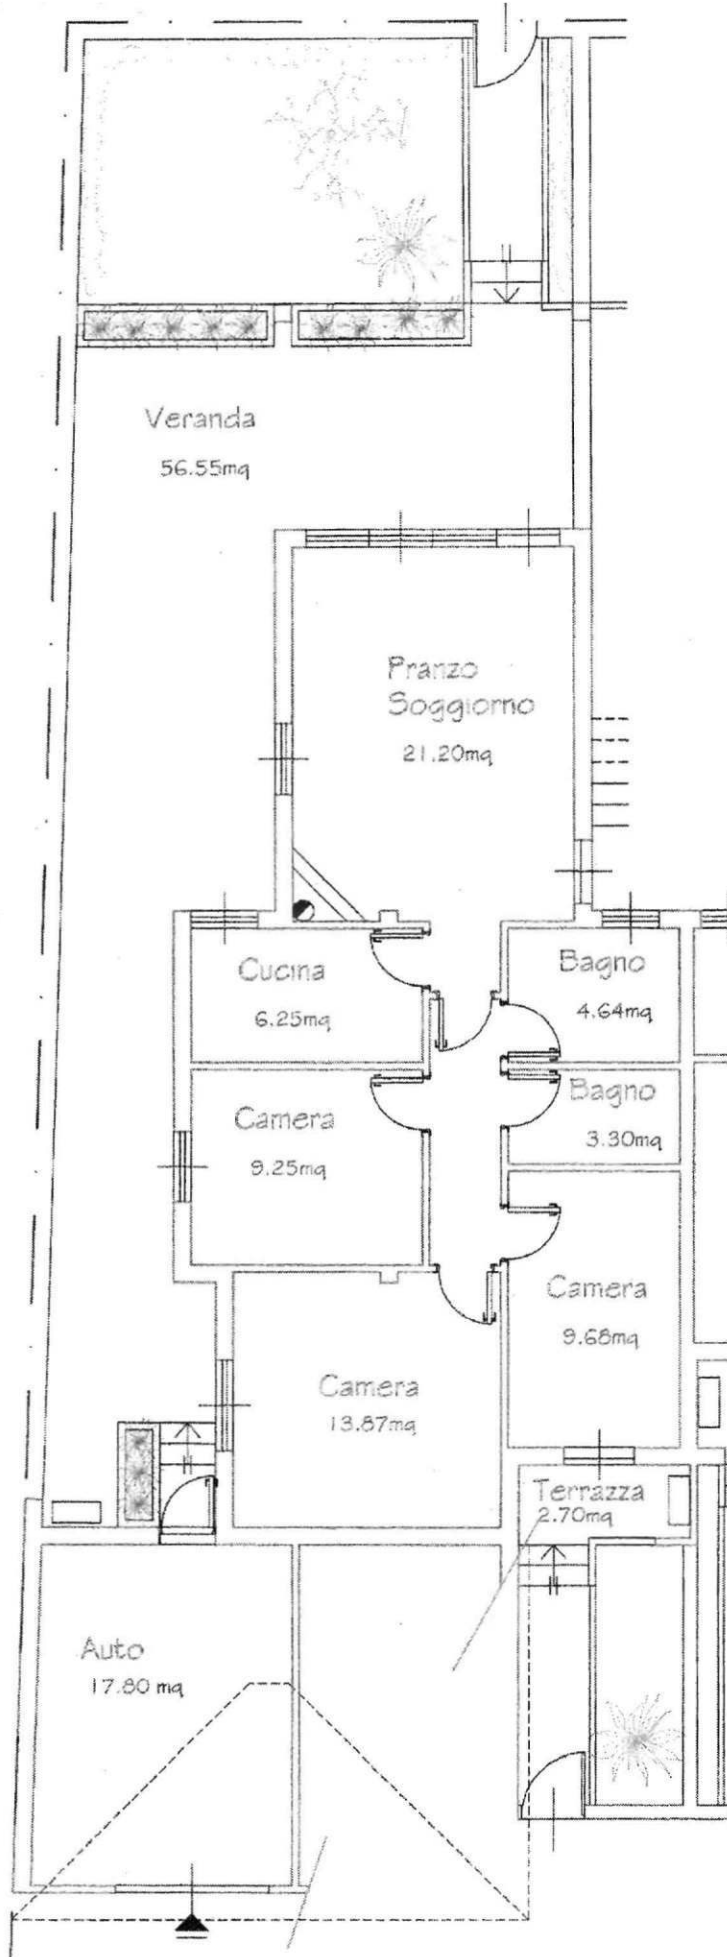 Veranda
56.55mq
Pranzo
Soggiorno
21.20mq
Cucina
6.25mq
Bagno
4.64mq
Camera
9.25mq
Bagno
3.30mq
Camera
9.68mq
Camera
13.87mq
Terrazza
2.70mq
Auto
17.80 mq